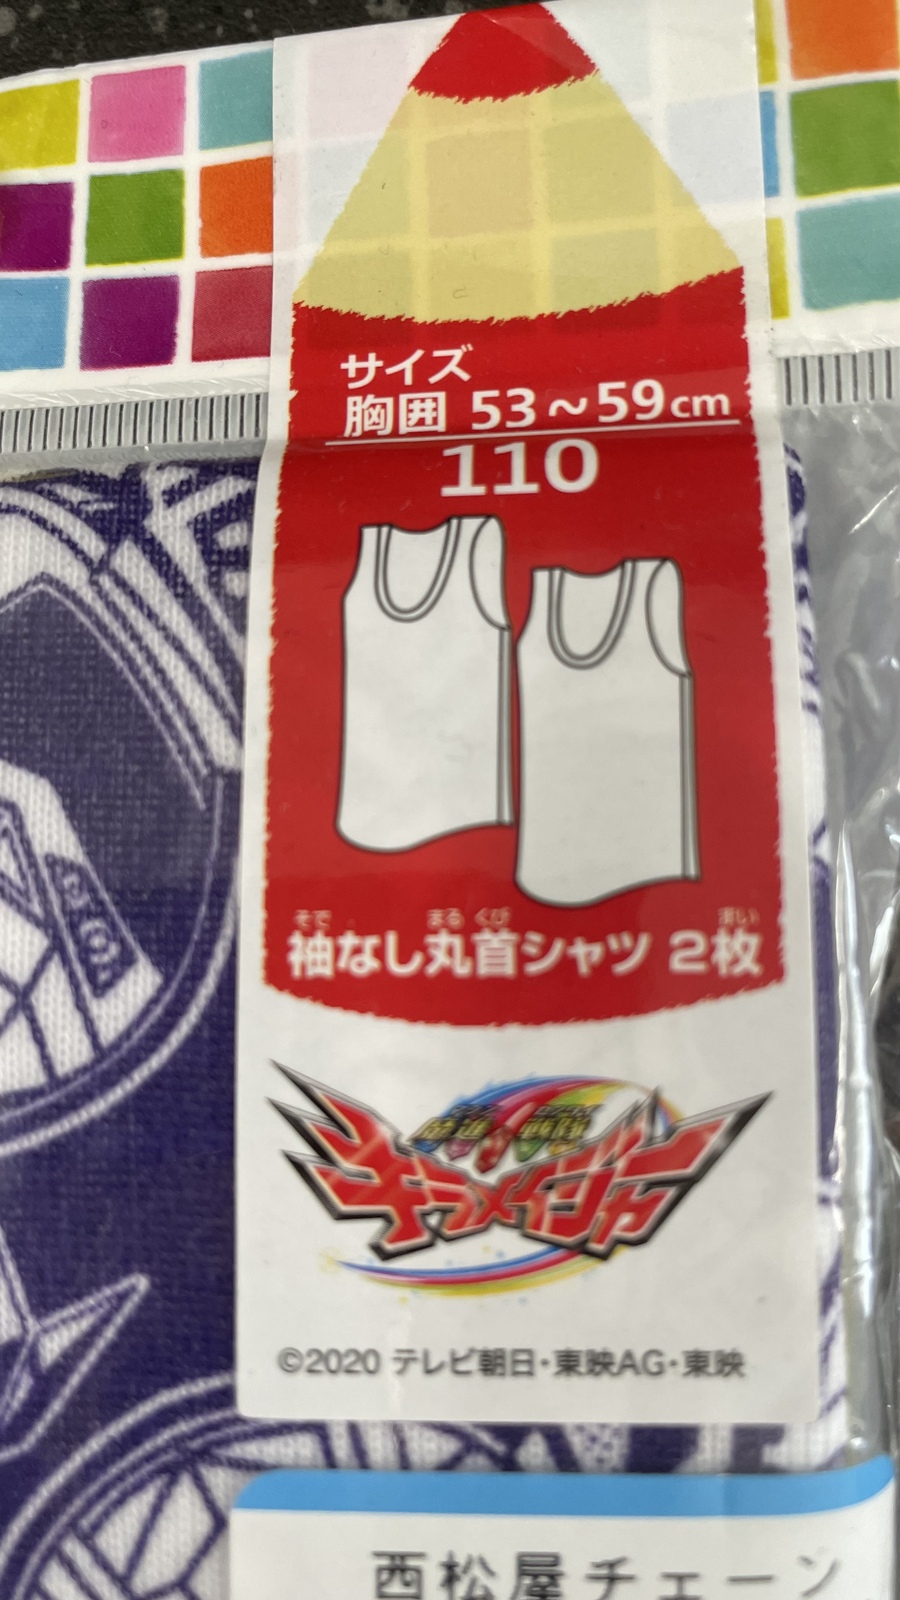 サイズ
胸囲 53~59cm
110
そで まる くび まい
袖なし丸首シャツ 2枚
魔進戦隊
キラメイジャー
©2020 テレビ朝日・東映AG・東映
西松屋チェーン